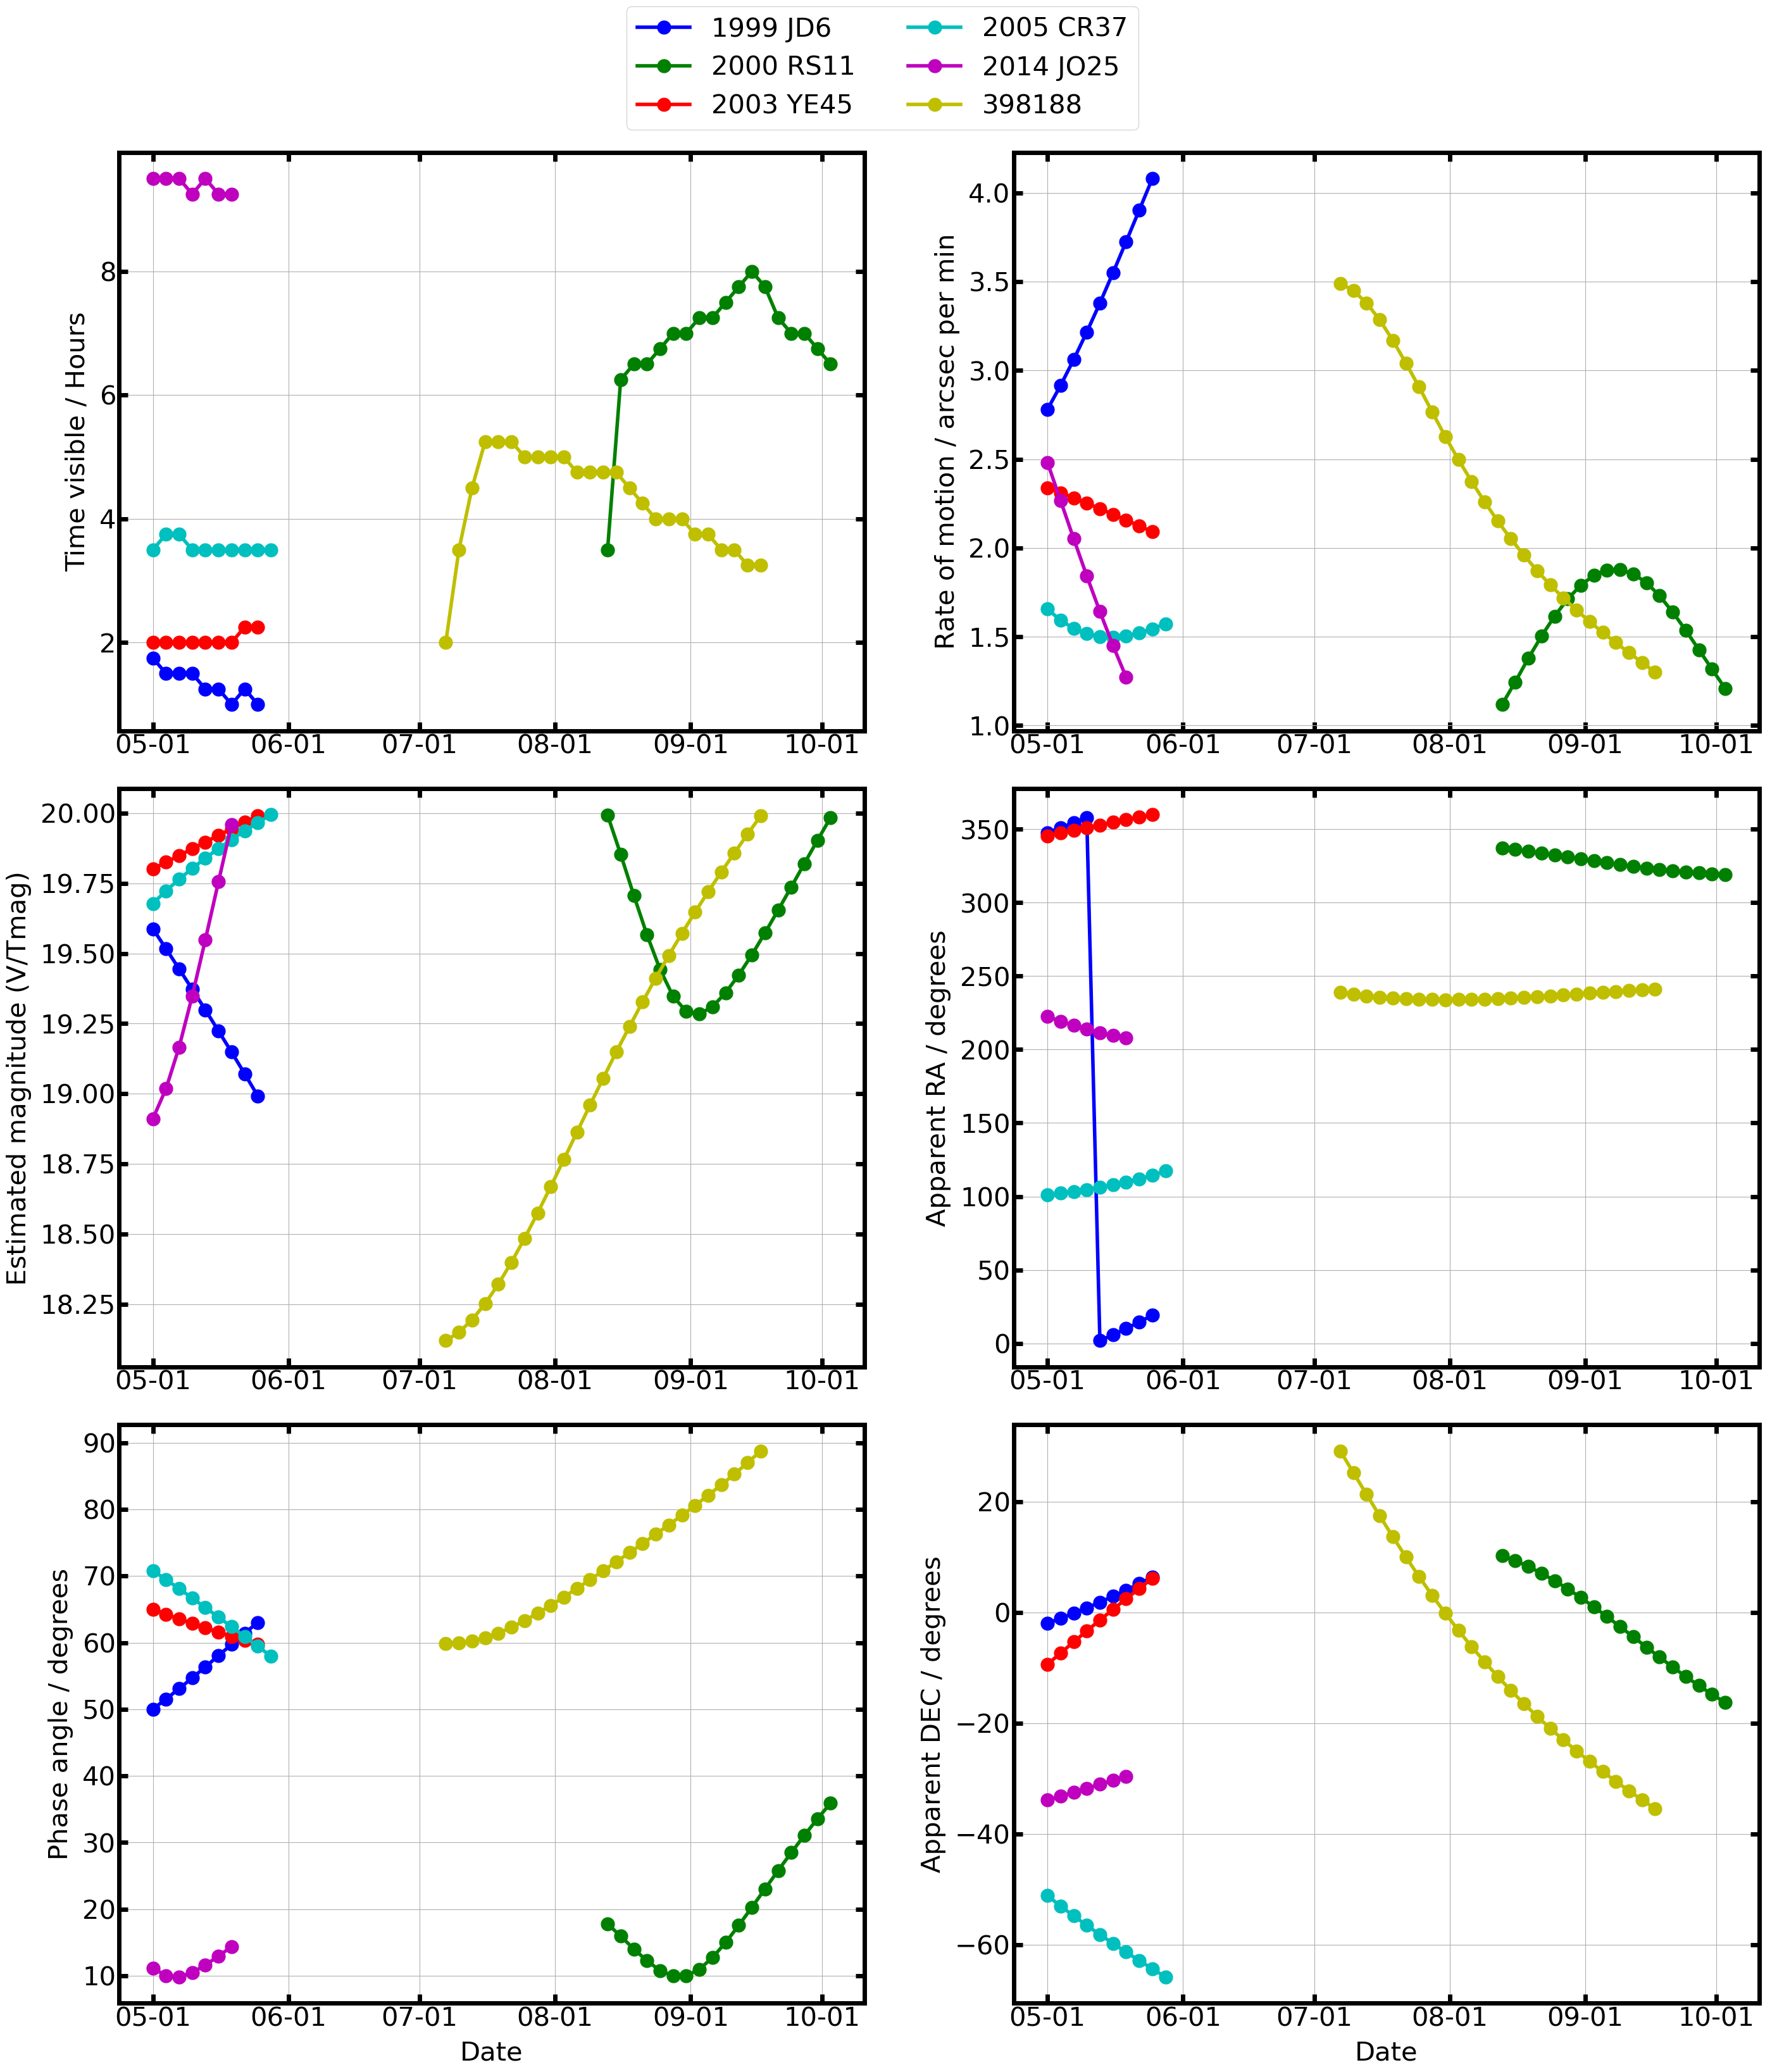 1999 JD6
2000 RS11
2003 YE45
2005 CR37
2014 JO25
398188
Time visible / Hours
8
6
4
2
05-01 06-01 07-01 08-01 09-01 10-01
Rate of motion / arcsec per min
4.0
3.5
3.0
2.5
2.0
1.5
1.0
05-01 06-01 07-01 08-01 09-01 10-01
Estimated magnitude (V/Tmag)
20.00
19.75
19.50
19.25
19.00
18.75
18.50
18.25
05-01 06-01 07-01 08-01 09-01 10-01
Apparent RA / degrees
350
300
250
200
150
100
50
0
05-01 06-01 07-01 08-01 09-01 10-01
Phase angle / degrees
90
80
70
60
50
40
30
20
10
05-01 06-01 07-01 08-01 09-01 10-01
Date
Apparent DEC / degrees
20
0
−20
−40
−60
05-01 06-01 07-01 08-01 09-01 10-01
Date